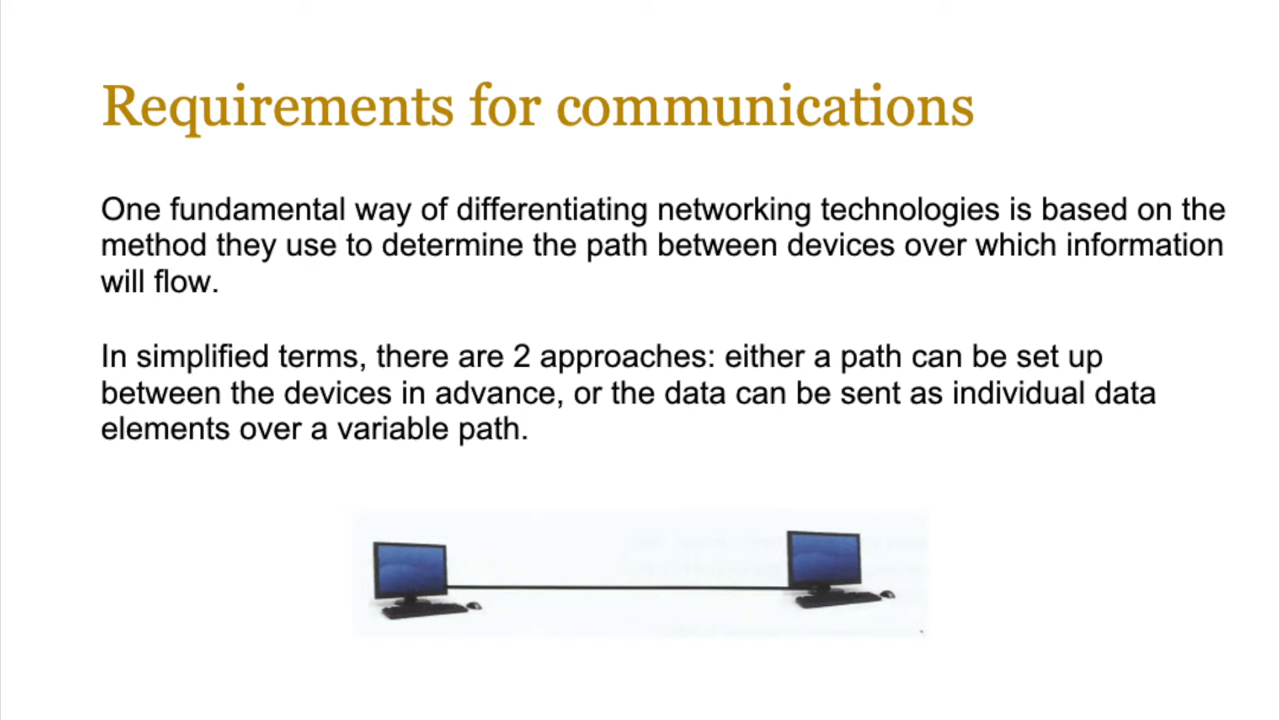 Requirements for communications
One fundamental way of differentiating networking technologies is based on the
method they use to determine the path between devices over which information
will flow.
In simplified terms, there are 2 approaches: either a path can be set up
between the devices in advance, or the data can be sent as individual data
elements over a variable path.